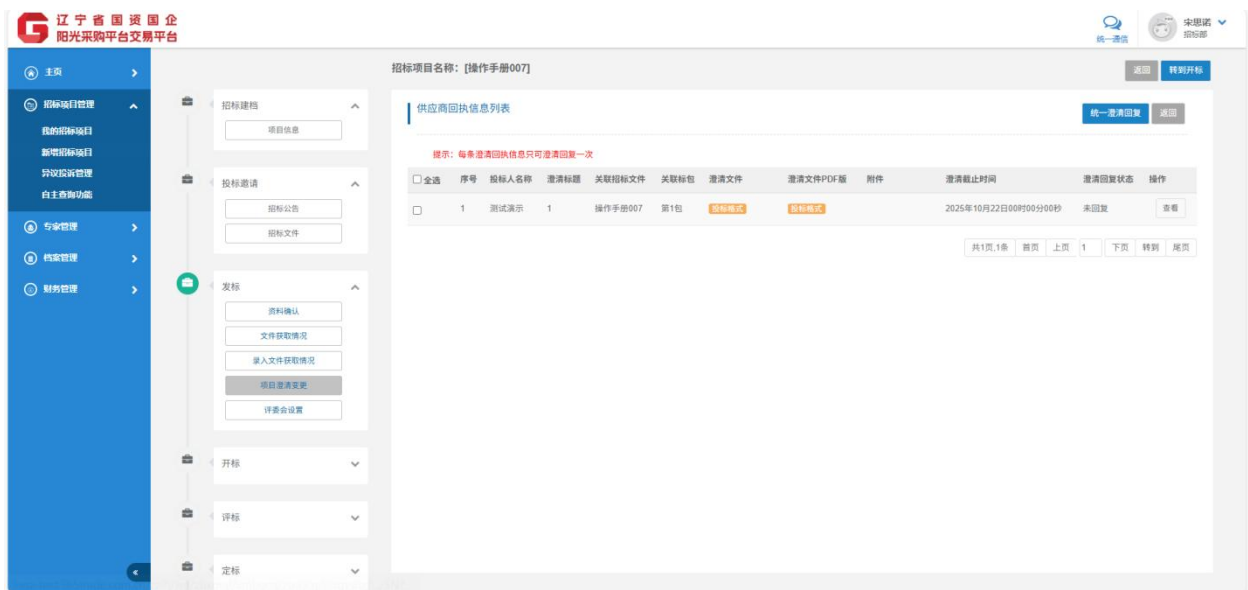 辽宁省国资国企
阳光采购平台交易平台
统一澄信
宋思诺
招标部
主页
招标项目管理
我的招标项目
新增招标项目
异议投诉管理
自主查询功能
专家管理
档案管理
财务管理
招标建档
项目信息
投标邀请
招标公告
招标文件
发标
资料确认
文件获取情况
录入文件获取情况
项目澄清变更
评委会设置
开标
评标
定标
招标项目名称：[操作手册007]
返回 转到开标
供应商回执信息列表
统一澄清回复 返回
提示：每条澄清回执信息只可澄清回复一次
全选 序号 投标人名称 澄清标题 关联招标文件 关联标包 澄清文件 澄清文件PDF版 附件 澄清截止时间 澄清回复状态 操作
1 测试演示 1 操作手册007 第1包 投标格式 投标格式 2025年10月22日00时00分00秒 未回复 查看
共1页,1条 首页 上页 1 下页 转到 尾页